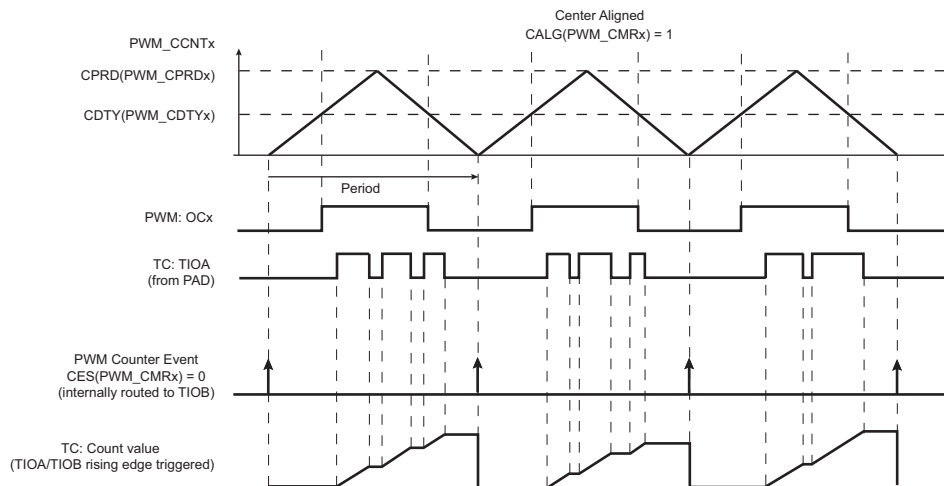 Center Aligned
CALG(PWM_CMRx) = 1
PWM_CCNTx
CPRD(PWM_CPRDx)
CDTY(PWM_CDTYx)
Period
PWM: OCx
TC: TIOA
(from PAD)
PWM Counter Event
CES(PWM_CMRx) = 0
(internally routed to TIOB)
TC: Count value
(TIOA/TIOB rising edge triggered)